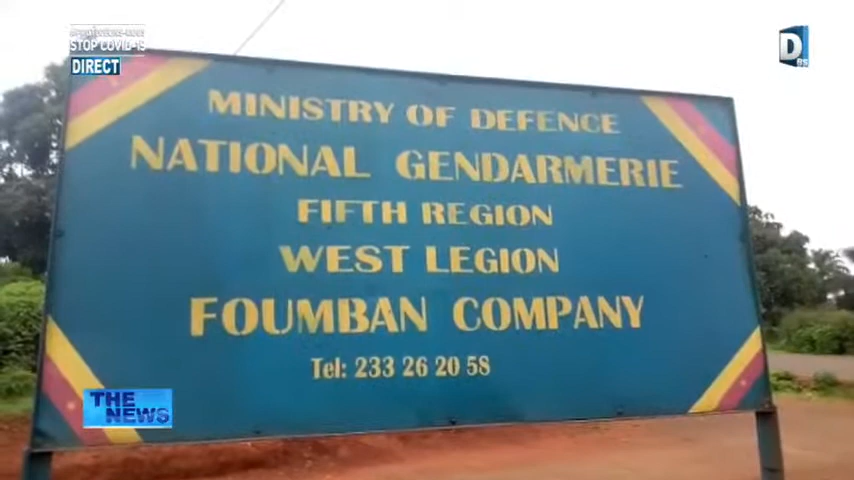 STOP COVID-19
DIRECT
D
MINISTRY OF DEFENCE
NATIONAL GENDARMERIE
FIFTH REGION
WEST LEGION
FOUMBAN COMPANY
Tel: 233 26 20 58
THE
NEWS